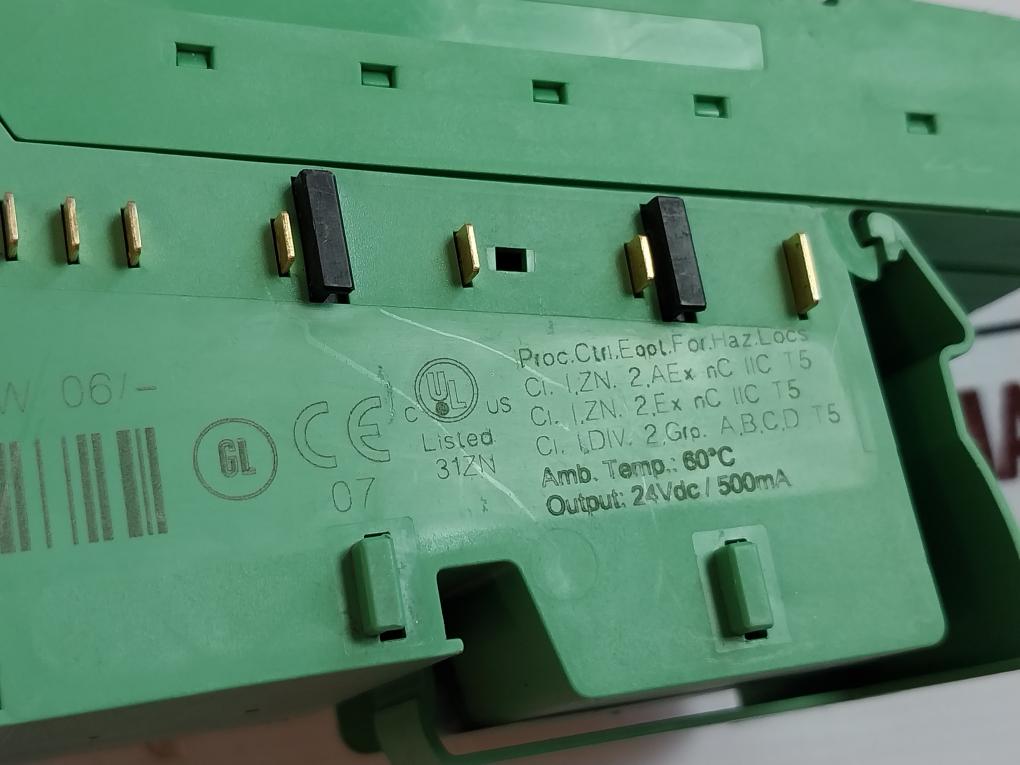 W 06/-
GL
CE
07
C UL US
Listed
31ZN
Proc.Ctrl.Eqpt.For.Haz.Locs
Cl. I,ZN. 2,AEx nC IIC T5
Cl. I,ZN. 2,Ex nC IIC T5
Cl. I,DIV. 2,Grp. A,B,C,D T5
Amb. Temp.: 60°C
Output: 24Vdc / 500mA